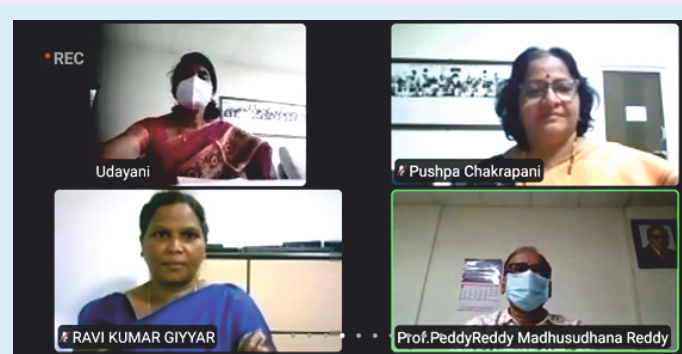 REC
Udayani
Pushpa Chakrapani
RAVI KUMAR GIYYAR
Prof.PeddyReddy Madhusudhana Reddy